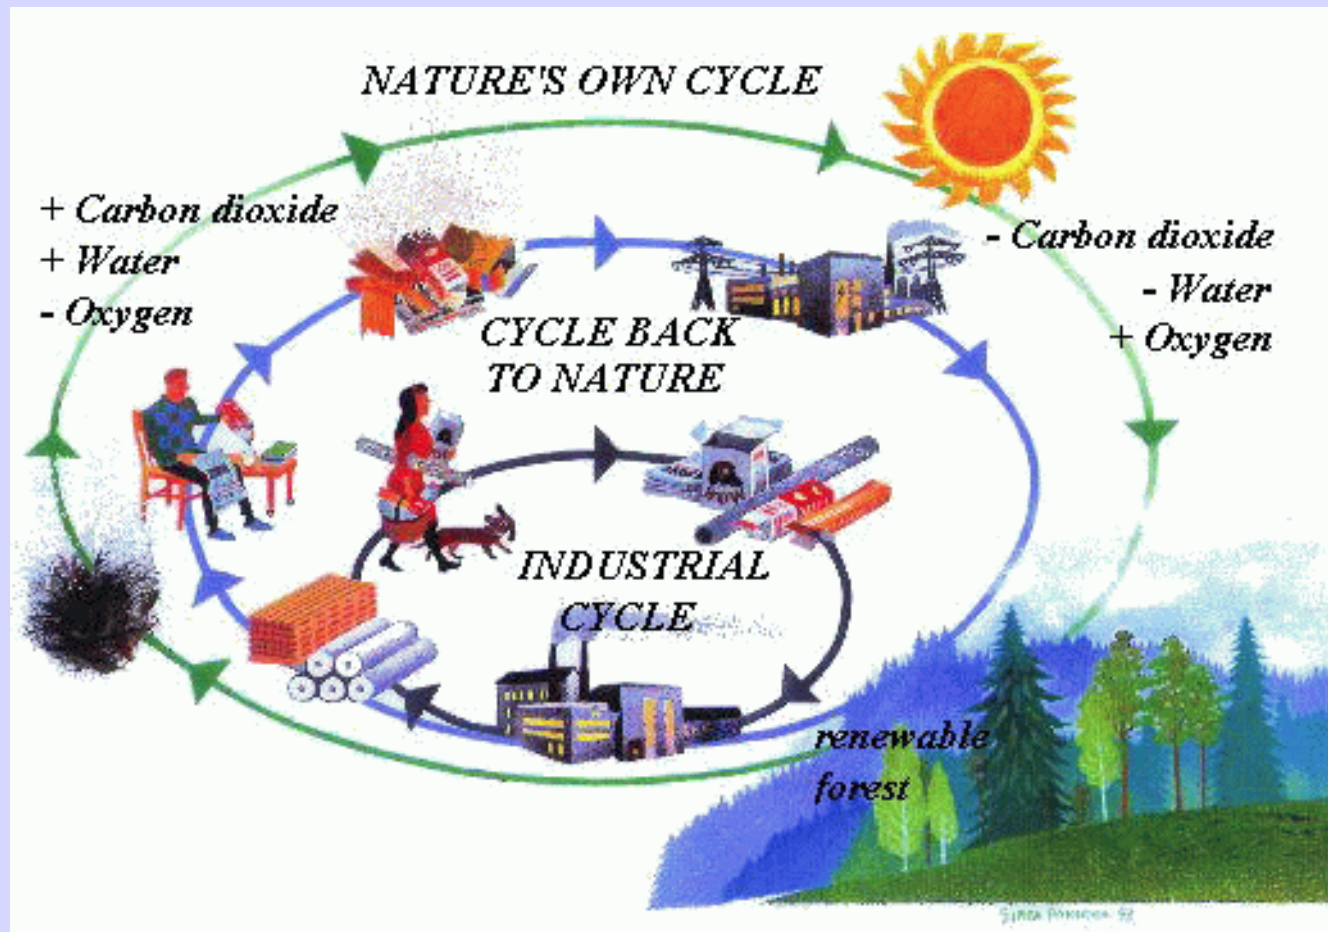 NATURE'S OWN CYCLE
+ Carbon dioxide
+ Water
- Oxygen
- Carbon dioxide
- Water
+ Oxygen
CYCLE BACK
TO NATURE
INDUSTRIAL
CYCLE
renewable
forest